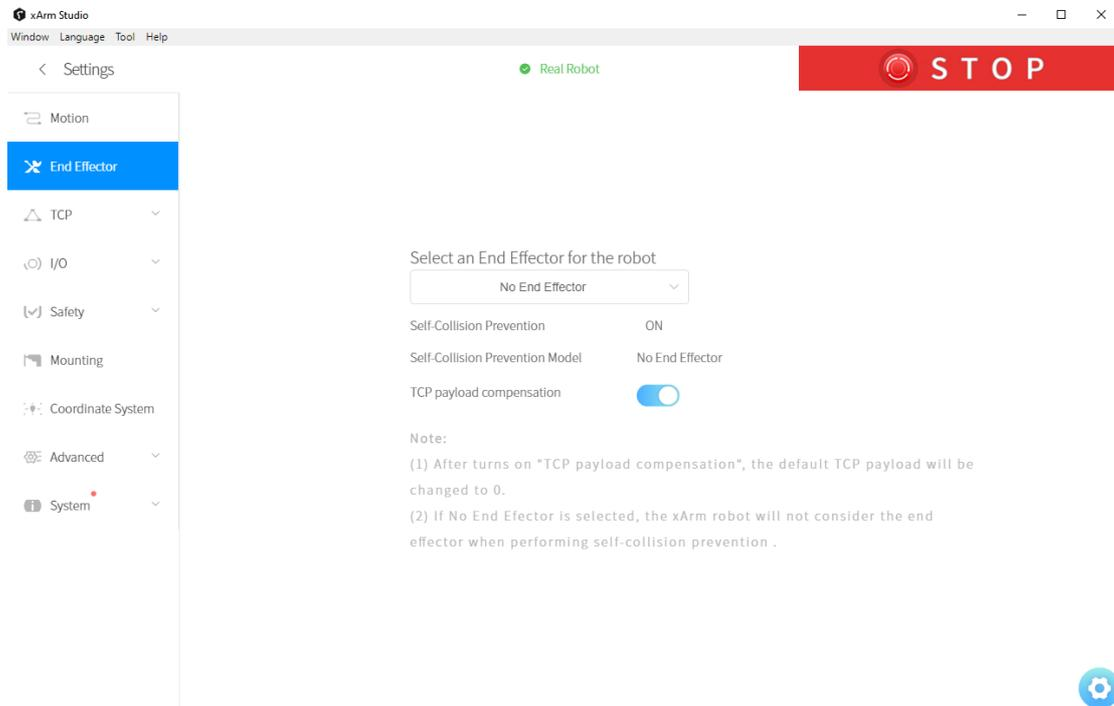 xArm Studio
Window Language Tool Help
Settings
Real Robot
STOP
Motion
End Effector
TCP
I/O
Safety
Mounting
Coordinate System
Advanced
System
Select an End Effector for the robot
No End Effector
Self-Collision Prevention ON
Self-Collision Prevention Model No End Effector
TCP payload compensation
Note:
(1) After turns on "TCP payload compensation", the default TCP payload will be
changed to 0.
(2) If No End Efector is selected, the xArm robot will not consider the end
effector when performing self-collision prevention .